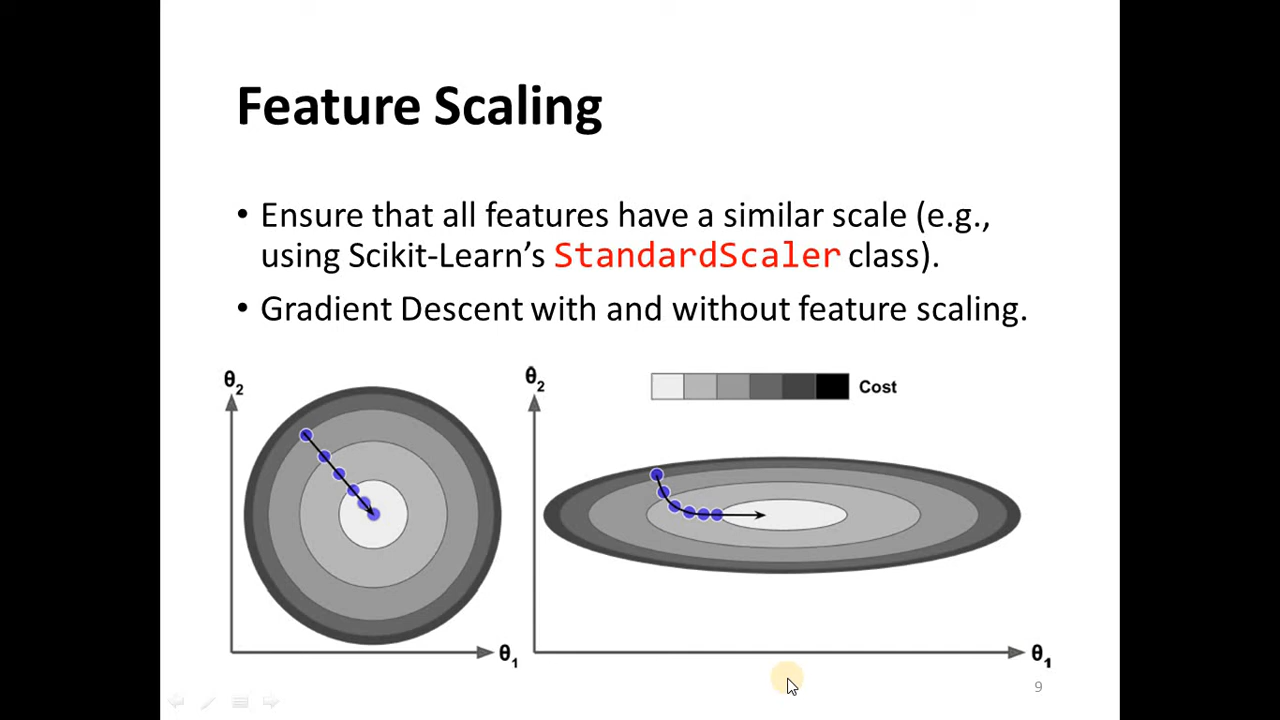 Feature Scaling
• Ensure that all features have a similar scale (e.g.,
using Scikit-Learn’s StandardScaler class).
• Gradient Descent with and without feature scaling.
θ2
θ2
Cost
θ1
θ1
9